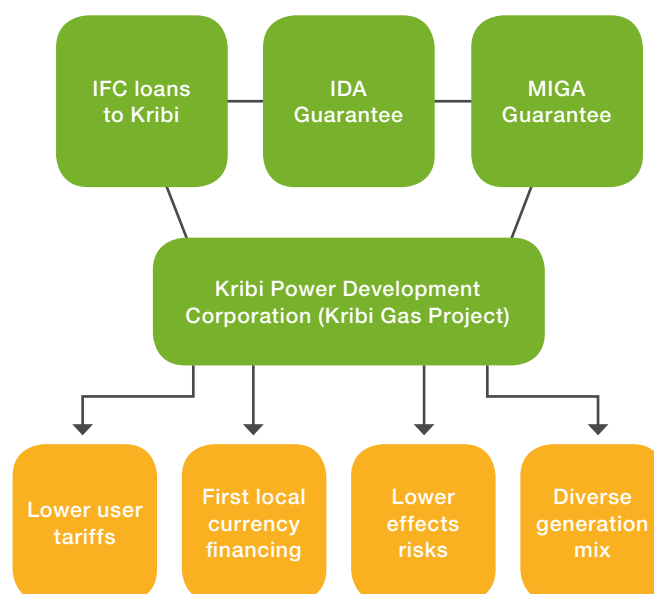 IFC loans
to Kribi
IDA
Guarantee
MIGA
Guarantee
Kribi Power Development
Corporation (Kribi Gas Project)
Lower user
tariffs
First local
currency
financing
Lower
effects
risks
Diverse
generation
mix